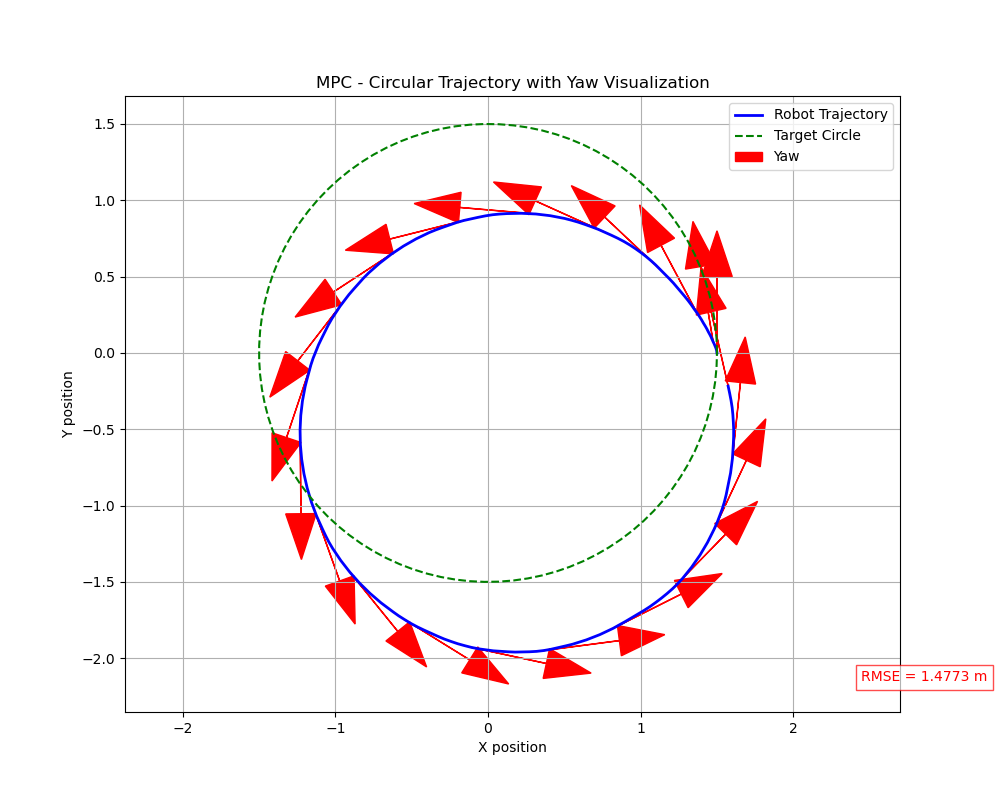 MPC - Circular Trajectory with Yaw Visualization
Robot Trajectory
Target Circle
Yaw
1.5
1.0
0.5
0.0
−0.5
−1.0
−1.5
−2.0
Y position
RMSE = 1.4773 m
−2
−1
0
1
2
X position